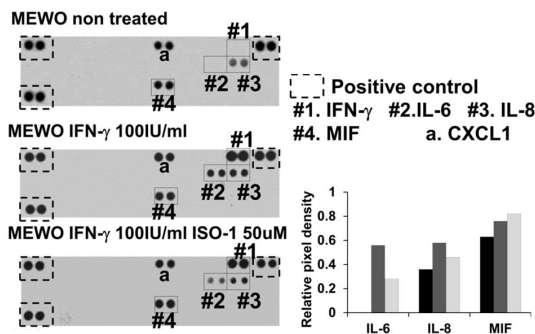 MEWO non treated
#1
a
#2 #3
#4
MEWO IFN-γ 100IU/ml
#1
a
#2 #3
#4
MEWO IFN-γ 100IU/ml ISO-1 50uM
#1
a
#2 #3
#4
Positive control
#1. IFN-γ #2.IL-6 #3. IL-8
#4. MIF a. CXCL1
Relative pixel density
1
0.8
0.6
0.4
0.2
0
IL-6 IL-8 MIF